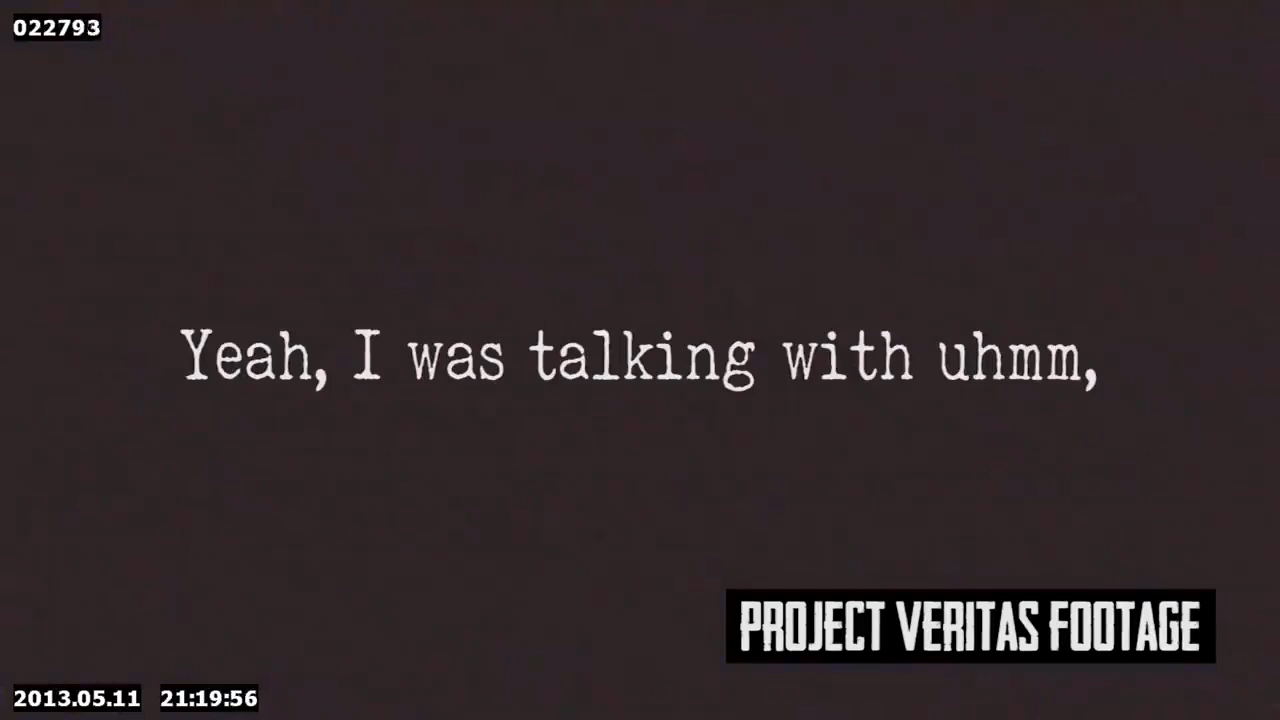 022793
Yeah, I was talking with uhmm,
PROJECT VERITAS FOOTAGE
2013.05.11 21:19:56